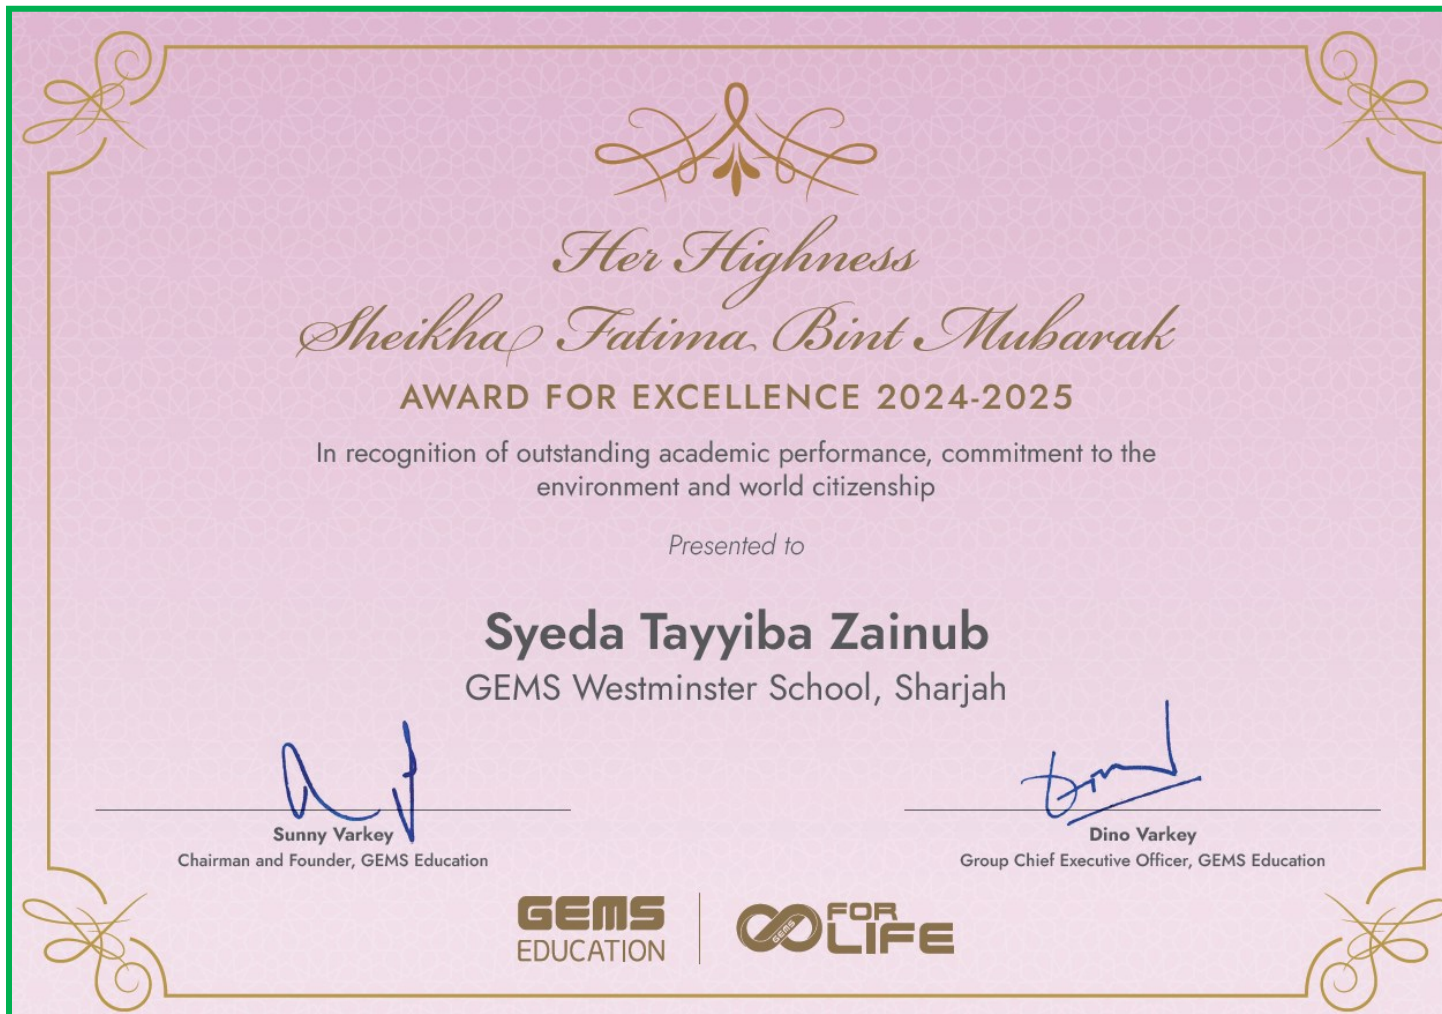 Her Highness
Sheikha Fatima Bint Mubarak
AWARD FOR EXCELLENCE 2024-2025
In recognition of outstanding academic performance, commitment to the
environment and world citizenship
Presented to
Syeda Tayyiba Zainub
GEMS Westminster School, Sharjah
Sunny Varkey
Chairman and Founder, GEMS Education
Dino Varkey
Group Chief Executive Officer, GEMS Education
GEMS
EDUCATION
GEMS
FOR
LIFE